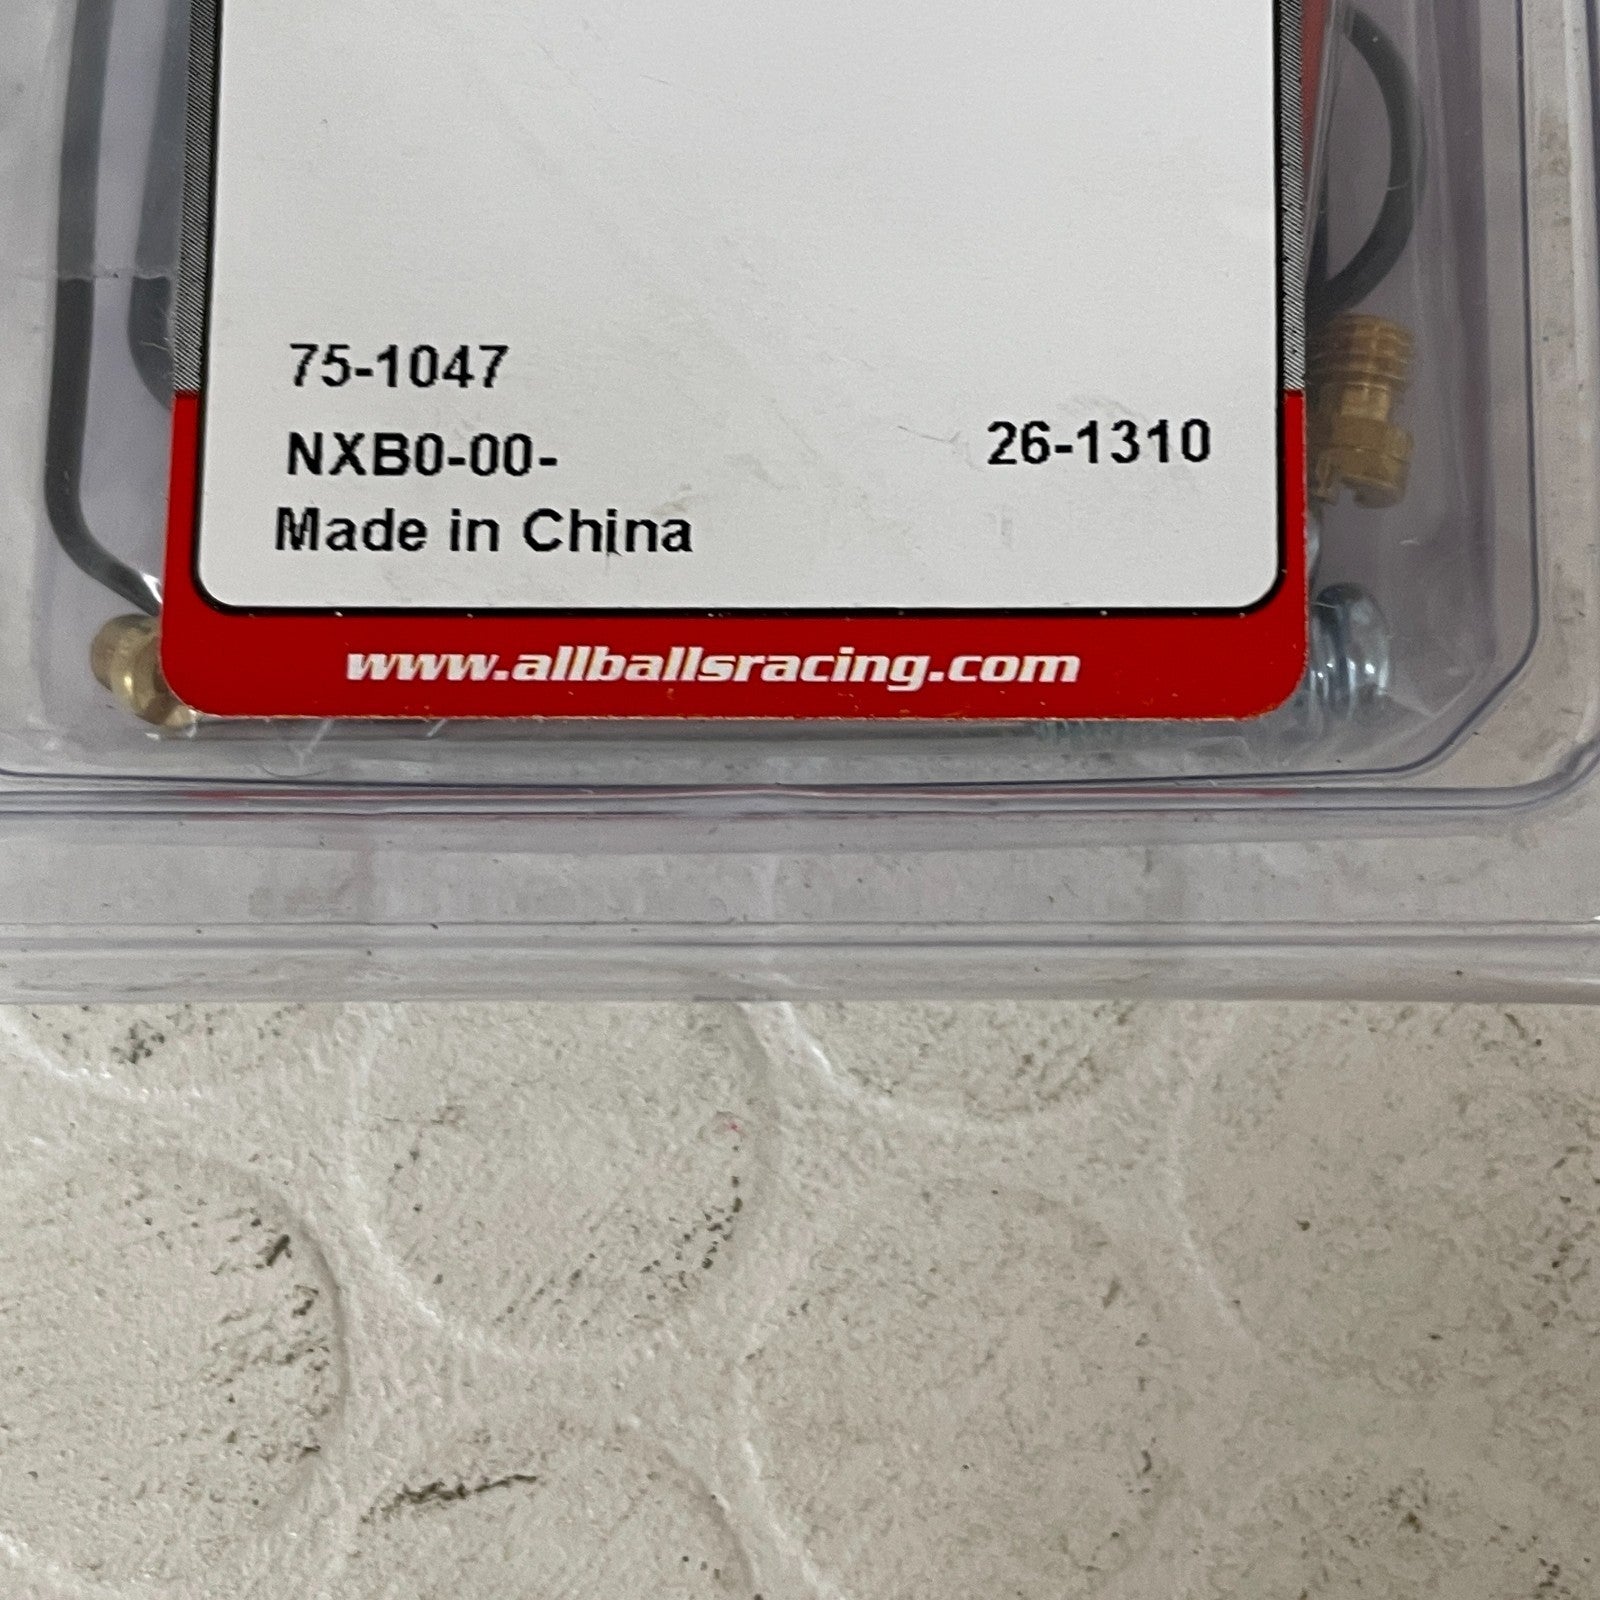 75-1047
NXB0-00-
26-1310
Made in China
www.allballsracing.com